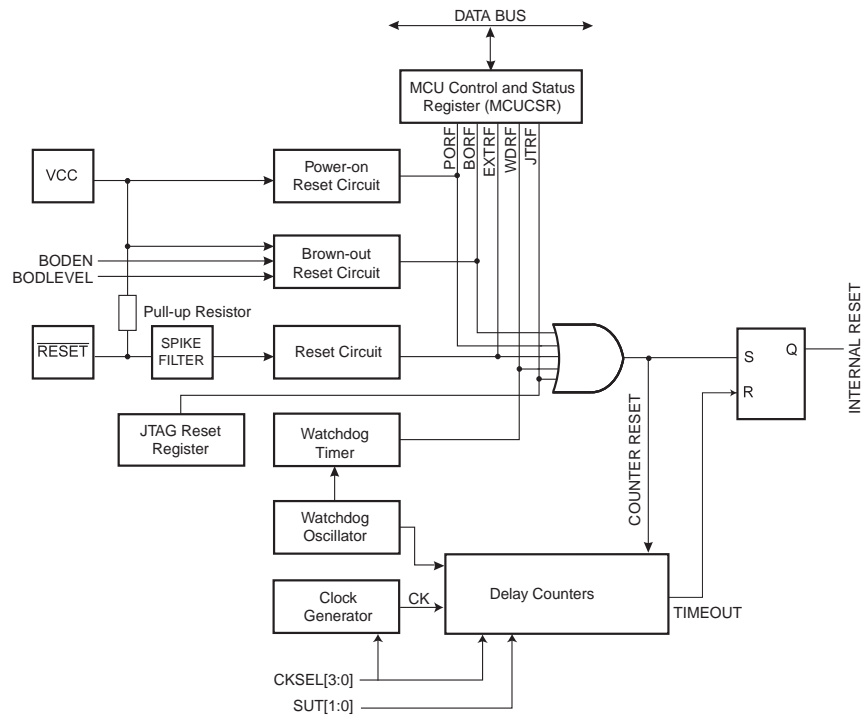 DATA BUS
MCU Control and Status
Register (MCUCSR)
PORF
BORF
EXTRF
WDRF
JTRF
VCC
Power-on
Reset Circuit
BODEN
BODLEVEL
Brown-out
Reset Circuit
Pull-up Resistor
RESET
SPIKE
FILTER
Reset Circuit
JTAG Reset
Register
Watchdog
Timer
Watchdog
Oscillator
Clock
Generator
CK
Delay Counters
CKSEL[3:0]
SUT[1:0]
COUNTER RESET
TIMEOUT
S
R
Q
INTERNAL RESET